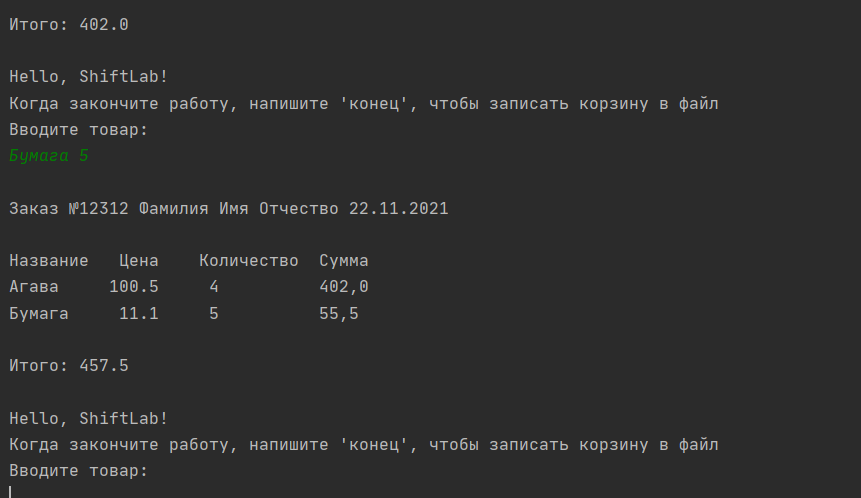 Итого: 402.0
Hello, ShiftLab!
Когда закончите работу, напишите 'конец', чтобы записать корзину в файл
Вводите товар:
Бумага 5
Заказ №12312 Фамилия Имя Отчество 22.11.2021
Название   Цена    Количество  Сумма
Агава     100.5     4          402,0
Бумага     11.1     5          55,5
Итого: 457.5
Hello, ShiftLab!
Когда закончите работу, напишите 'конец', чтобы записать корзину в файл
Вводите товар: